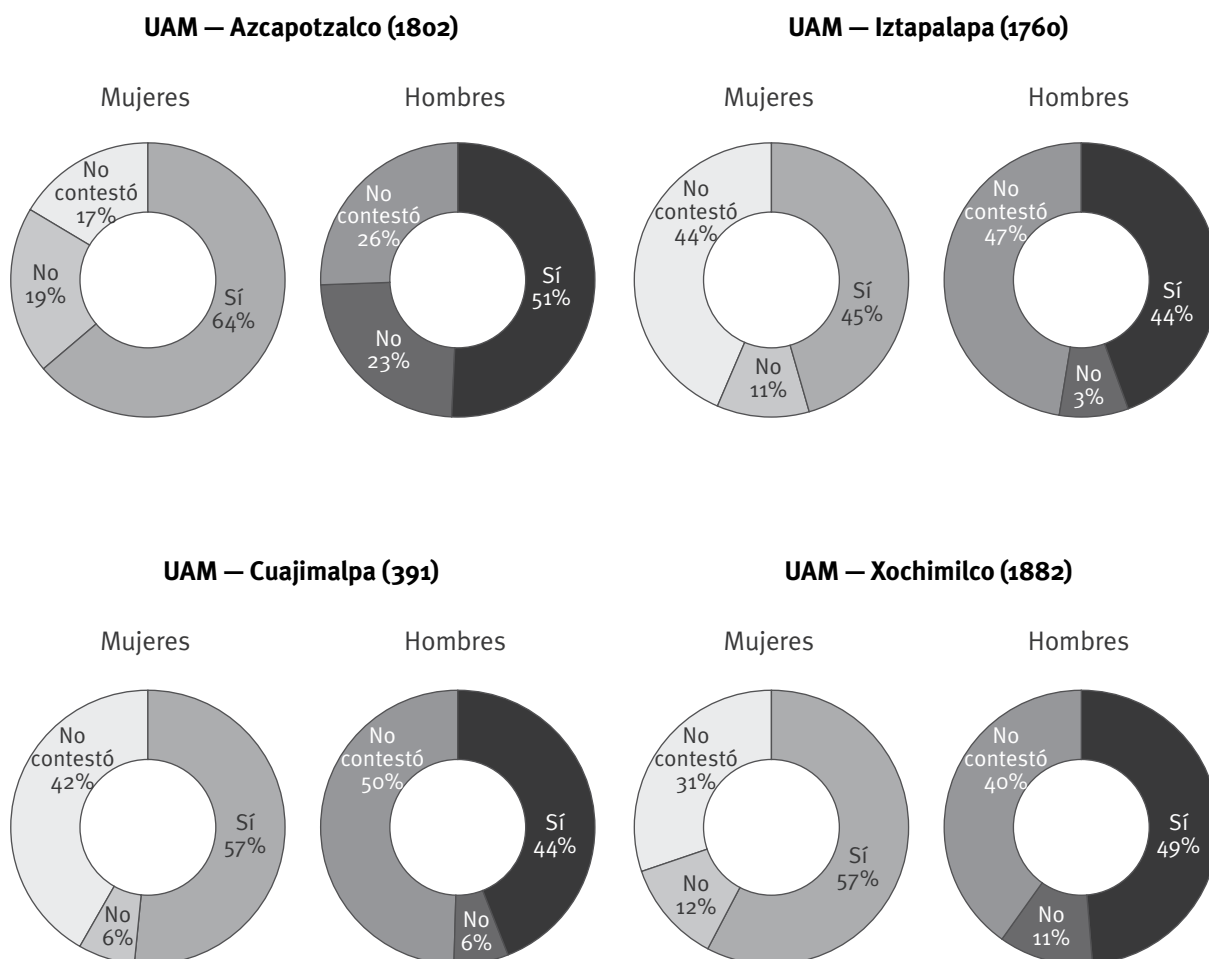 UAM — Azcapotzalco (1802)
Mujeres
No
contestó
17%
No
19%
Sí
64%
Hombres
No
contestó
26%
No
23%
Sí
51%
UAM — Iztapalapa (1760)
Mujeres
No
contestó
44%
Sí
45%
No
11%
Hombres
No
contestó
47%
Sí
44%
No
3%
UAM — Cuajimalpa (391)
Mujeres
No
contestó
42%
Sí
57%
No
6%
Hombres
No
contestó
50%
Sí
44%
No
6%
UAM — Xochimilco (1882)
Mujeres
No
contestó
31%
Sí
57%
No
12%
Hombres
No
contestó
40%
Sí
49%
No
11%